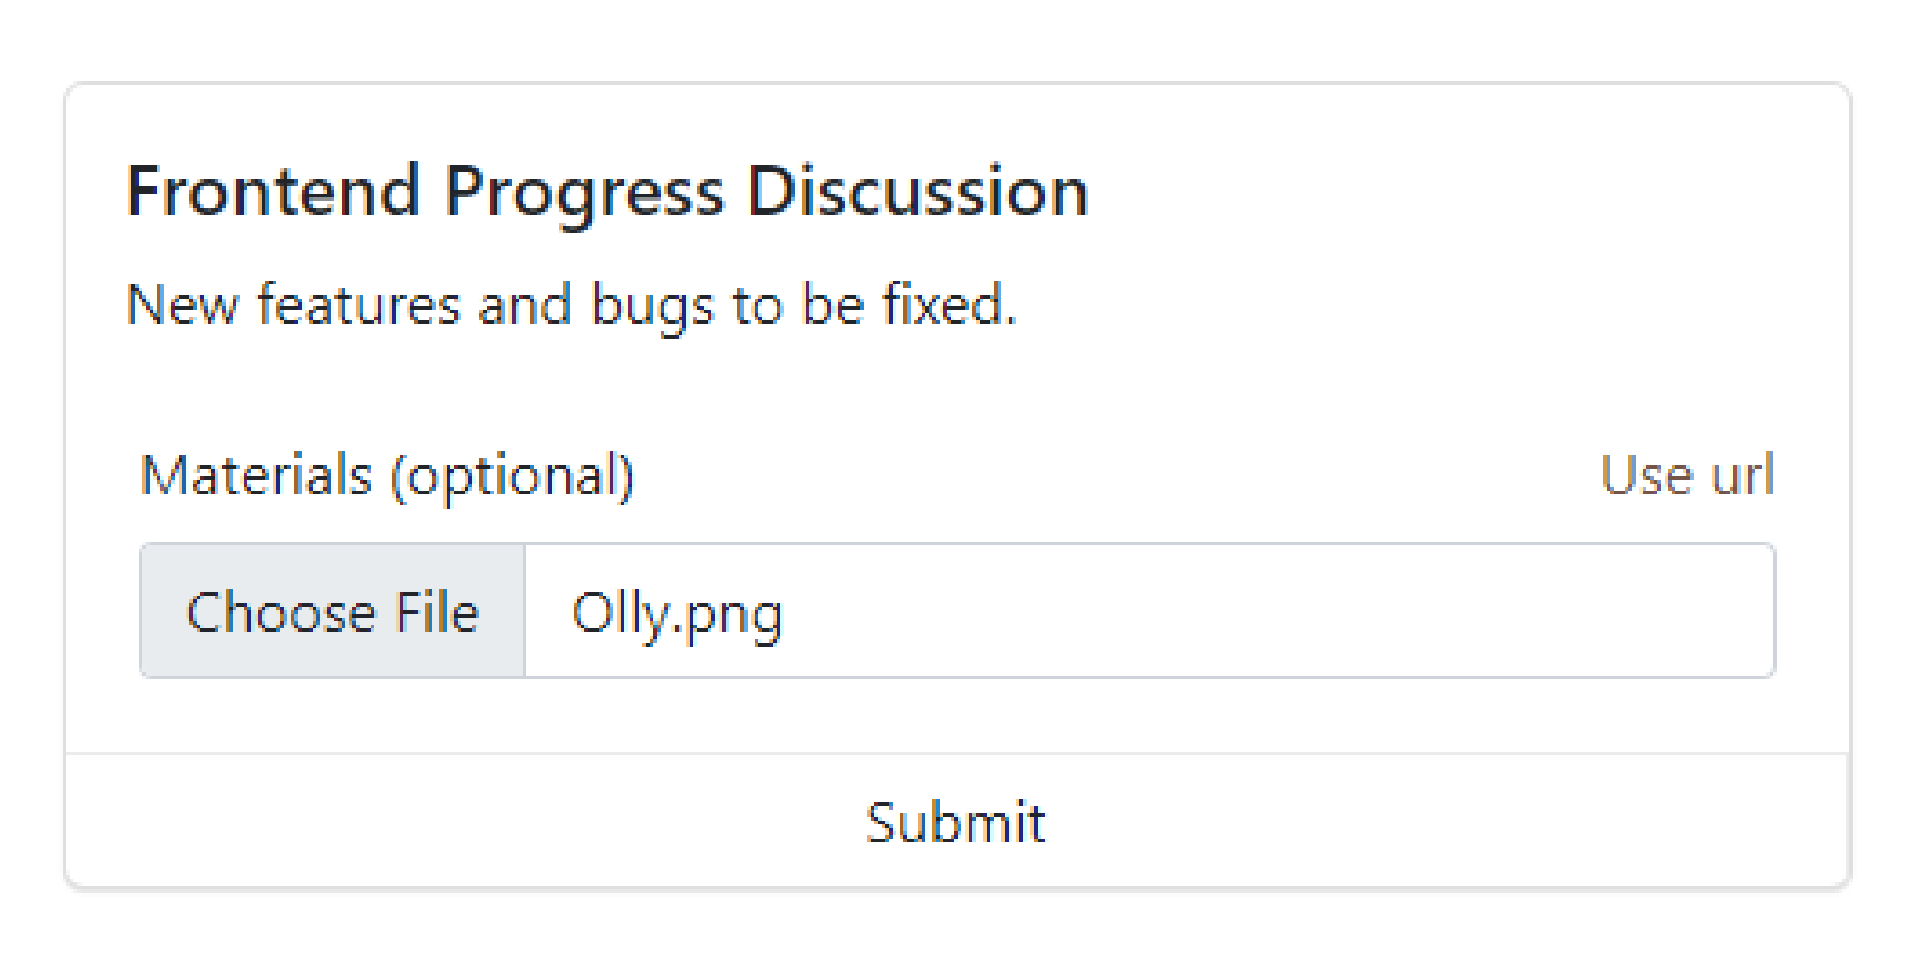 Frontend Progress Discussion
New features and bugs to be fixed.
Materials (optional) Use url
Choose File Olly.png
Submit